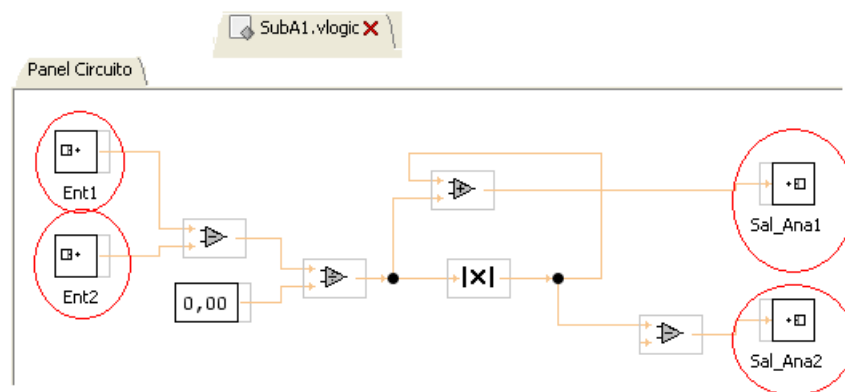 SubA1.vlogic
Panel Circuito
Ent1
Sal_Ana1
Ent2
0,00
|X|
Sal_Ana2